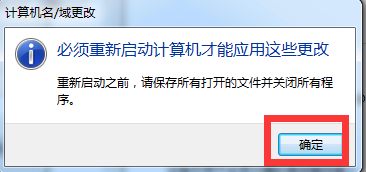 计算机名/域更改
必须重新启动计算机才能应用这些更改
重新启动之前，请保存所有打开的文件并关闭所有程
序。
确定